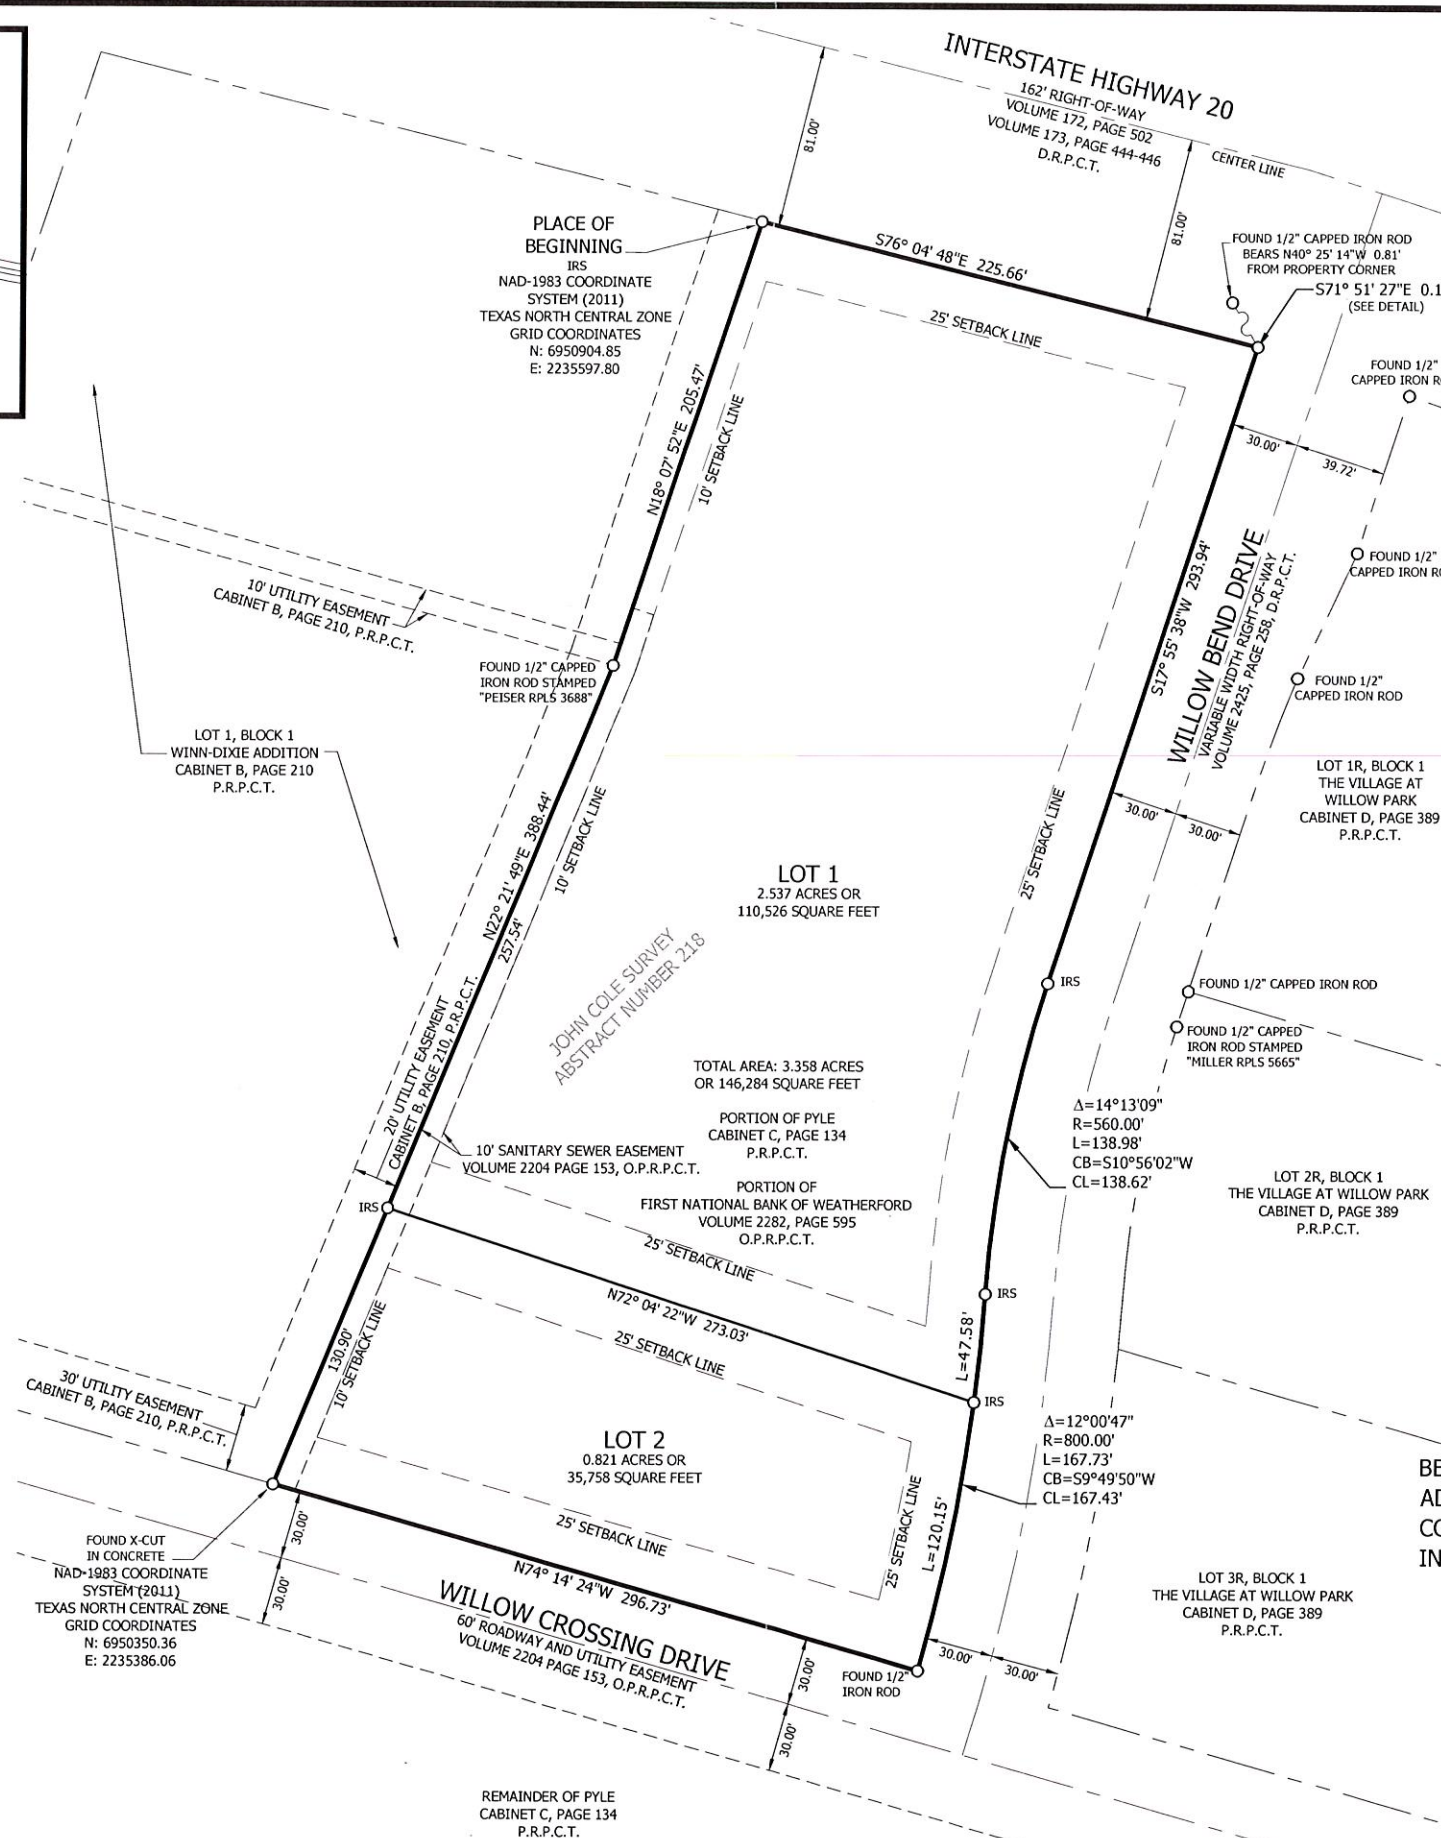 INTERSTATE HIGHWAY 20
162' RIGHT-OF-WAY
VOLUME 172, PAGE 502
VOLUME 173, PAGE 444-446
D.R.P.C.T.
CENTER LINE
81.00'
81.00'
PLACE OF
BEGINNING
IRS
NAD-1983 COORDINATE
SYSTEM (2011)
TEXAS NORTH CENTRAL ZONE
GRID COORDINATES
N: 6950904.85
E: 2235597.80
S76° 04' 48"E 225.66'
25' SETBACK LINE
FOUND 1/2" CAPPED IRON ROD
BEARS N40° 25' 14"W 0.81'
FROM PROPERTY CORNER
S71° 51' 27"E 0.1
(SEE DETAIL)
FOUND 1/2"
CAPPED IRON R
30.00'
39.72'
N18° 07' 52"E 205.47'
10' SETBACK LINE
FOUND 1/2"
CAPPED IRON R
10' UTILITY EASEMENT
CABINET B, PAGE 210, P.R.P.C.T.
S17° 55' 38"W 293.94'
WILLOW BEND DRIVE
VARIABLE WIDTH RIGHT-OF-WAY
VOLUME 2425, PAGE 258, D.R.P.C.T.
FOUND 1/2" CAPPED
IRON ROD STAMPED
"PEISER RPLS 3688"
FOUND 1/2"
CAPPED IRON ROD
LOT 1, BLOCK 1
WINN-DIXIE ADDITION
CABINET B, PAGE 210
P.R.P.C.T.
LOT 1R, BLOCK 1
THE VILLAGE AT
WILLOW PARK
CABINET D, PAGE 389
P.R.P.C.T.
30.00'
30.00'
N22° 21' 49"E 388.44'
257.54'
10' SETBACK LINE
25' SETBACK LINE
LOT 1
2.537 ACRES OR
110,526 SQUARE FEET
JOHN COLE SURVEY
ABSTRACT NUMBER 218
IRS
FOUND 1/2" CAPPED IRON ROD
FOUND 1/2" CAPPED
IRON ROD STAMPED
"MILLER RPLS 5665"
20' UTILITY EASEMENT
CABINET B, PAGE 210, P.R.P.C.T.
TOTAL AREA: 3.358 ACRES
OR 146,284 SQUARE FEET
PORTION OF PYLE
CABINET C, PAGE 134
P.R.P.C.T.
Δ=14°13'09"
R=560.00'
L=138.98'
CB=S10°56'02"W
CL=138.62'
10' SANITARY SEWER EASEMENT
VOLUME 2204 PAGE 153, O.P.R.P.C.T.
PORTION OF
FIRST NATIONAL BANK OF WEATHERFORD
VOLUME 2282, PAGE 595
O.P.R.P.C.T.
LOT 2R, BLOCK 1
THE VILLAGE AT WILLOW PARK
CABINET D, PAGE 389
P.R.P.C.T.
IRS
25' SETBACK LINE
IRS
N72° 04' 22"W 273.03'
L=47.58'
25' SETBACK LINE
130.90'
10' SETBACK LINE
IRS
30' UTILITY EASEMENT
CABINET B, PAGE 210, P.R.P.C.T.
Δ=12°00'47"
R=800.00'
L=167.73'
CB=S9°49'50"W
CL=167.43'
LOT 2
0.821 ACRES OR
35,758 SQUARE FEET
BE
AD
CO
IN
25' SETBACK LINE
25' SETBACK LINE
L=120.15'
FOUND X-CUT
IN CONCRETE
NAD-1983 COORDINATE
SYSTEM (2011)
TEXAS NORTH CENTRAL ZONE
GRID COORDINATES
N: 6950350.36
E: 2235386.06
30.00'
30.00'
N74° 14' 24"W 296.73'
WILLOW CROSSING DRIVE
60' ROADWAY AND UTILITY EASEMENT
VOLUME 2204 PAGE 153, O.P.R.P.C.T.
LOT 3R, BLOCK 1
THE VILLAGE AT WILLOW PARK
CABINET D, PAGE 389
P.R.P.C.T.
30.00'
30.00'
FOUND 1/2"
IRON ROD
30.00'
30.00'
REMAINDER OF PYLE
CABINET C, PAGE 134
P.R.P.C.T.